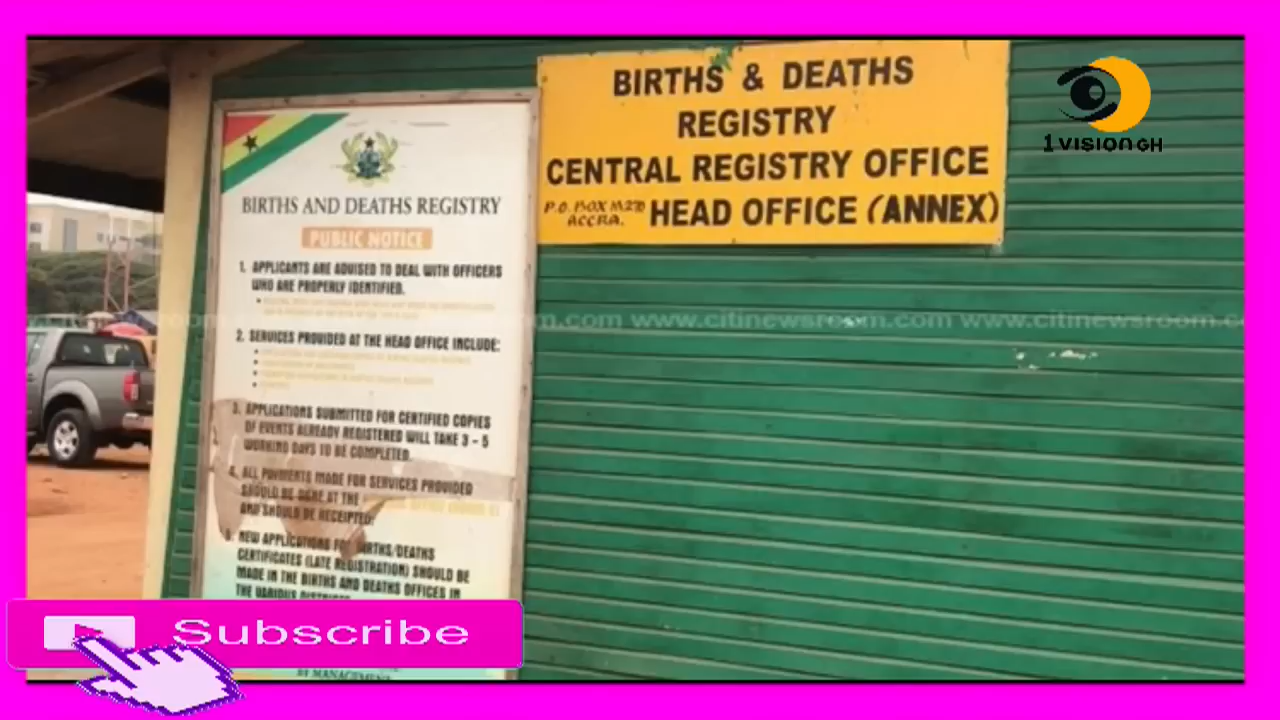 BIRTHS & DEATHS
REGISTRY
CENTRAL REGISTRY OFFICE
P.O. BOX
ACCRA.
HEAD OFFICE (ANNEX)
1VISIONGH
BIRTHS AND DEATHS REGISTRY
PUBLIC NOTICE
1. APPLICANTS ARE ADVISED TO DEAL WITH OFFICERS
WHO ARE PROPERLY IDENTIFIED.
2. SERVICES PROVIDED AT THE HEAD OFFICE INCLUDE:
3. APPLICATIONS SUBMITTED FOR CERTIFIED COPIES
OF EVENTS ALREADY REGISTERED WILL TAKE 3 - 5
WORKING DAYS TO BE COMPLETED.
4. ALL PAYMENTS MADE FOR SERVICES PROVIDED
SHOULD BE DONE AT THE
AND SHOULD BE RECEIPTED.
5. NEW APPLICATIONS FOR BIRTHS/DEATHS
CERTIFICATES (LATE REGISTRATION) SHOULD BE
MADE IN THE BIRTHS AND DEATHS OFFICES IN
THE VARIOUS DISTRICTS
BY MANAGEMENT
om.com www.citinewsroom.com www.citinewsroom.c
Subscribe